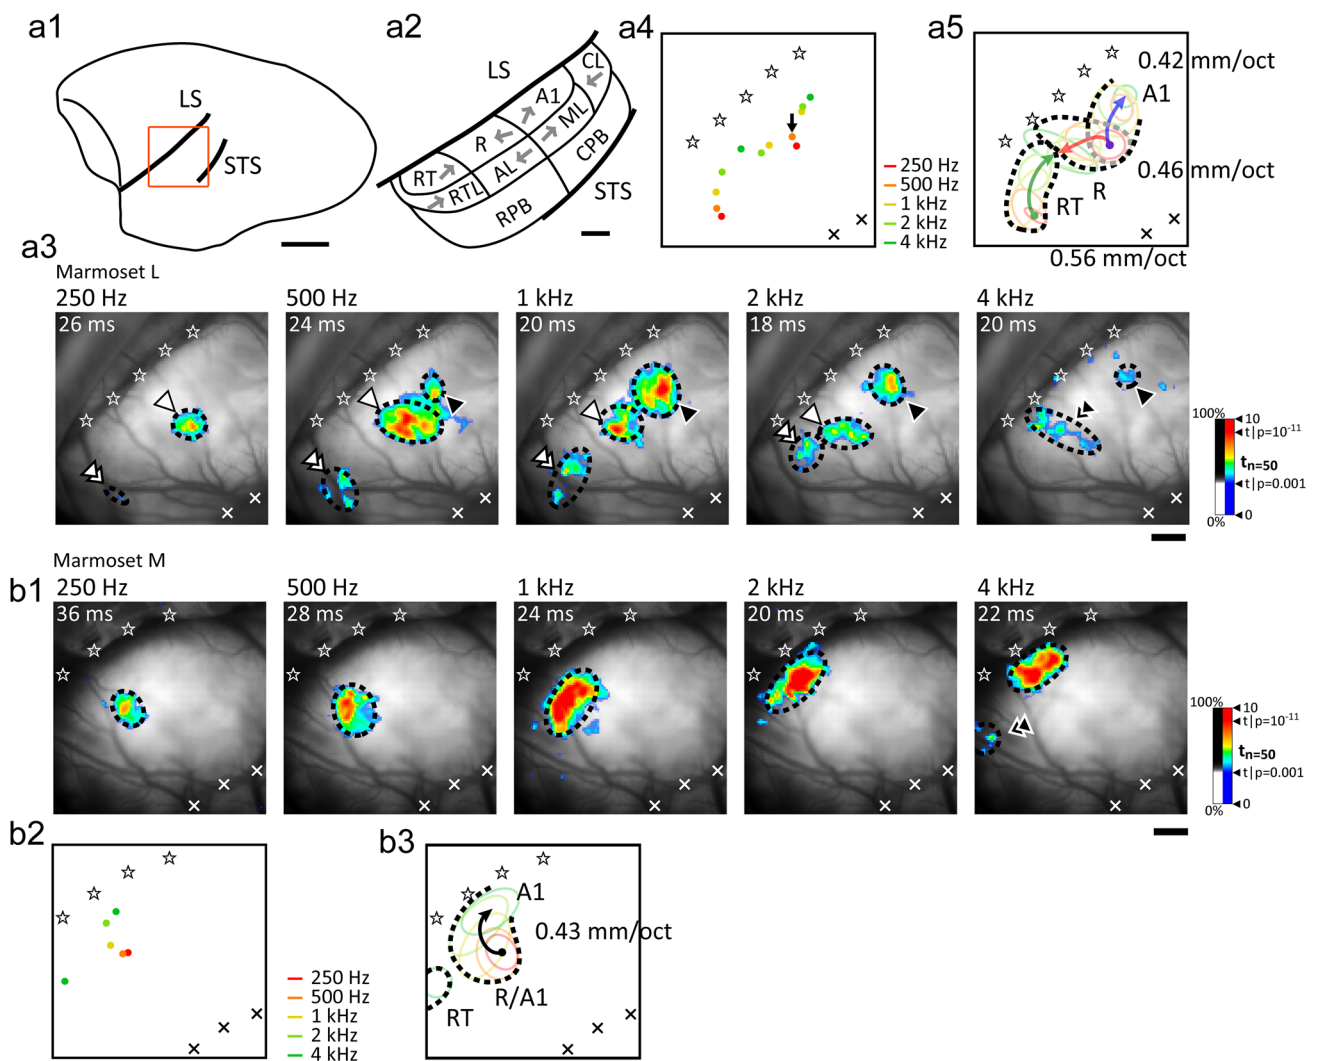 a1
LS
STS
a2
LS
CL
A1
ML
R
AL
CPB
RT
RTL
RPB
STS
a4
250 Hz
500 Hz
1 kHz
2 kHz
4 kHz
a5
0.42 mm/oct
A1
0.46 mm/oct
R
RT
0.56 mm/oct
a3
Marmoset L
250 Hz
500 Hz
1 kHz
2 kHz
4 kHz
26 ms
24 ms
20 ms
18 ms
20 ms
100%
10
t|p=10-11
tn=50
t|p=0.001
0
0%
Marmoset M
b1
250 Hz
500 Hz
1 kHz
2 kHz
4 kHz
36 ms
28 ms
24 ms
20 ms
22 ms
100%
10
t|p=10-11
tn=50
t|p=0.001
0
0%
b2
250 Hz
500 Hz
1 kHz
2 kHz
4 kHz
b3
A1
0.43 mm/oct
R/A1
RT